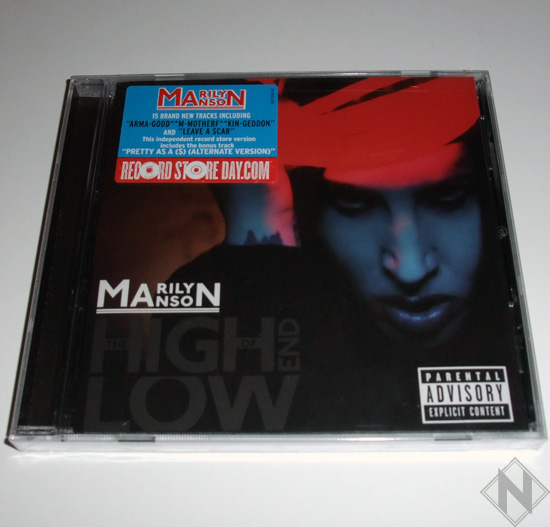 MARILYN MANSON
15 BRAND NEW TRACKS INCLUDING
"ARMA-GODD**M-MOTHERF**KIN-GEDDON"
AND "LEAVE A SCAR"
This independent record store version
includes the bonus track
"PRETTY AS A ($) (ALTERNATE VERSION)"
RECORD STORE DAY.COM
MARILYN MANSON
THE HIGH END OF
LOW
PARENTAL
ADVISORY
EXPLICIT CONTENT
N